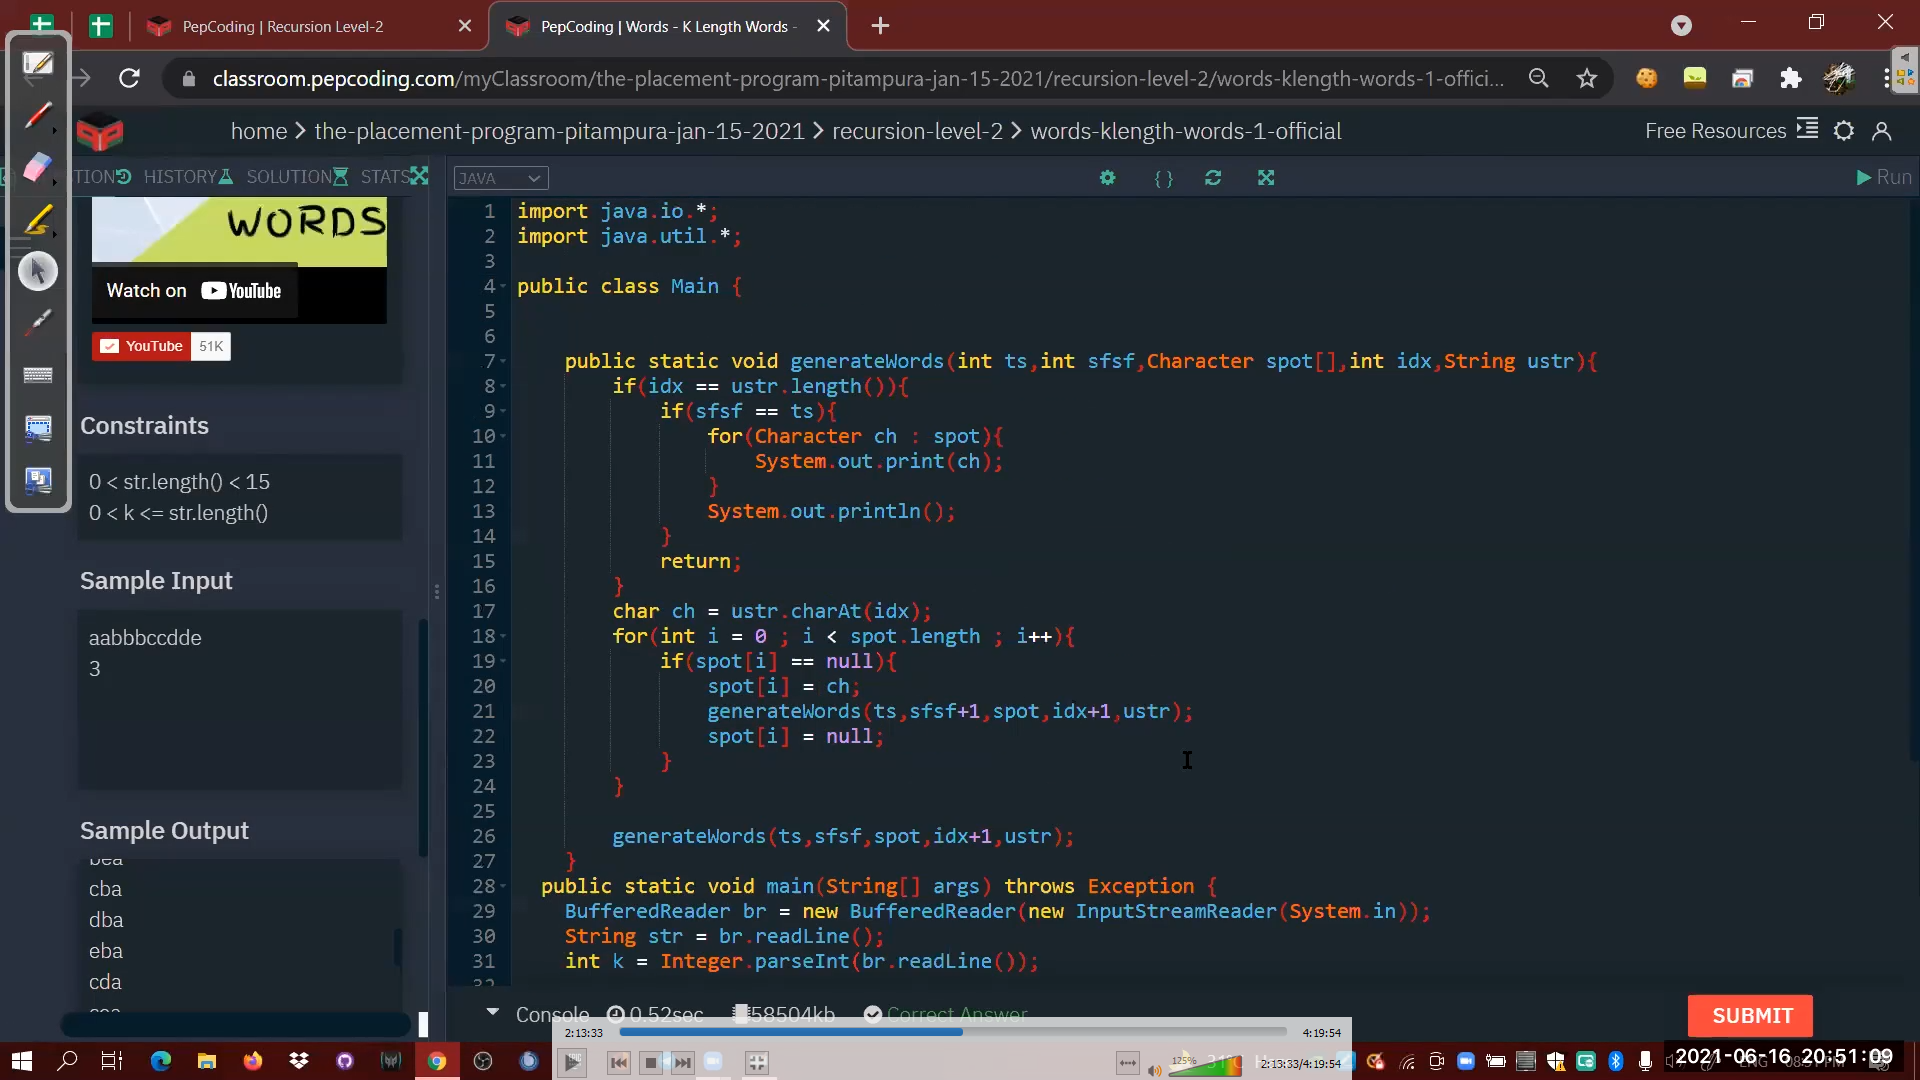 PepCoding | Recursion Level-2
PepCoding | Words - K Length Words -
classroom.pepcoding.com/myClassroom/the-placement-program-pitampura-jan-15-2021/recursion-level-2/words-klength-words-1-offici...
home > the-placement-program-pitampura-jan-15-2021 > recursion-level-2 > words-klength-words-1-official
Free Resources
TION HISTORY SOLUTION STATS
JAVA
Run
WORDS
Watch on YouTube
YouTube 51K
Constraints
0 < str.length() < 15
0 < k <= str.length()
Sample Input
aabbbccdde
3
Sample Output
bea
cba
dba
eba
cda
1 import java.io.*;
2 import java.util.*;
3
4 public class Main {
5
6
7 public static void generateWords(int ts,int sfsf,Character spot[],int idx,String ustr){
8 if(idx == ustr.length()){
9 if(sfsf == ts){
10 for(Character ch : spot){
11 System.out.print(ch);
12 }
13 System.out.println();
14 }
15 return;
16 }
17 char ch = ustr.charAt(idx);
18 for(int i = 0 ; i < spot.length ; i++){
19 if(spot[i] == null){
20 spot[i] = ch;
21 generateWords(ts,sfsf+1,spot,idx+1,ustr);
22 spot[i] = null;
23 }
24 }
25
26 generateWords(ts,sfsf,spot,idx+1,ustr);
27 }
28 public static void main(String[] args) throws Exception {
29 BufferedReader br = new BufferedReader(new InputStreamReader(System.in));
30 String str = br.readLine();
31 int k = Integer.parseInt(br.readLine());
32
Console 0.52sec 58504kb Correct Answer
SUBMIT
2:13:33 4:19:54
125%
2:13:33/4:19:54
2021-06-16 20:51:09